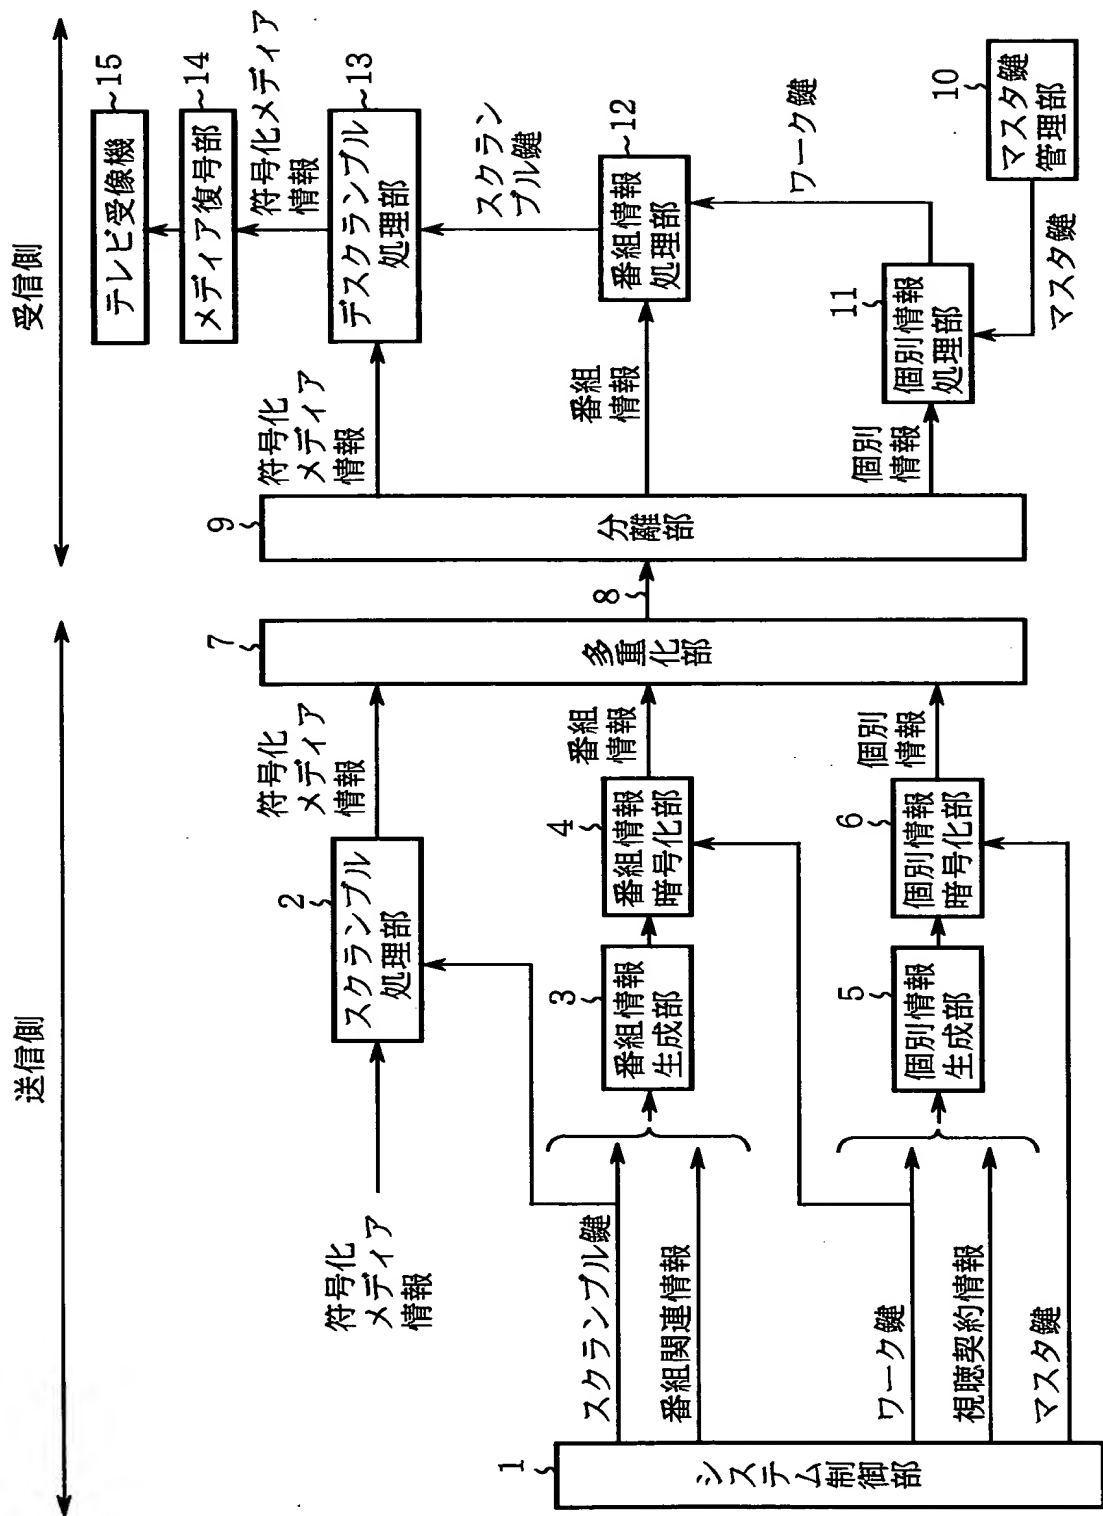 送信側
受信側
1
システム制御部
スクランブル鍵
番組関連情報
ワーク鍵
視聴契約情報
マスタ鍵
符号化
メディア
情報
2
スクランブル
処理部
3
番組情報
生成部
4
番組情報
暗号化部
5
個別情報
生成部
6
個別情報
暗号化部
符号化
メディア
情報
番組
情報
個別
情報
7
多重化部
8
9
分離部
符号化
メディア
情報
番組
情報
個別
情報
10
マスタ鍵
管理部
マスタ鍵
11
個別情報
処理部
ワーク鍵
12
番組情報
処理部
スクラン
ブル鍵
13
デスクランブル
処理部
符号化メディア
情報
14
メディア復号部
15
テレビ受像機